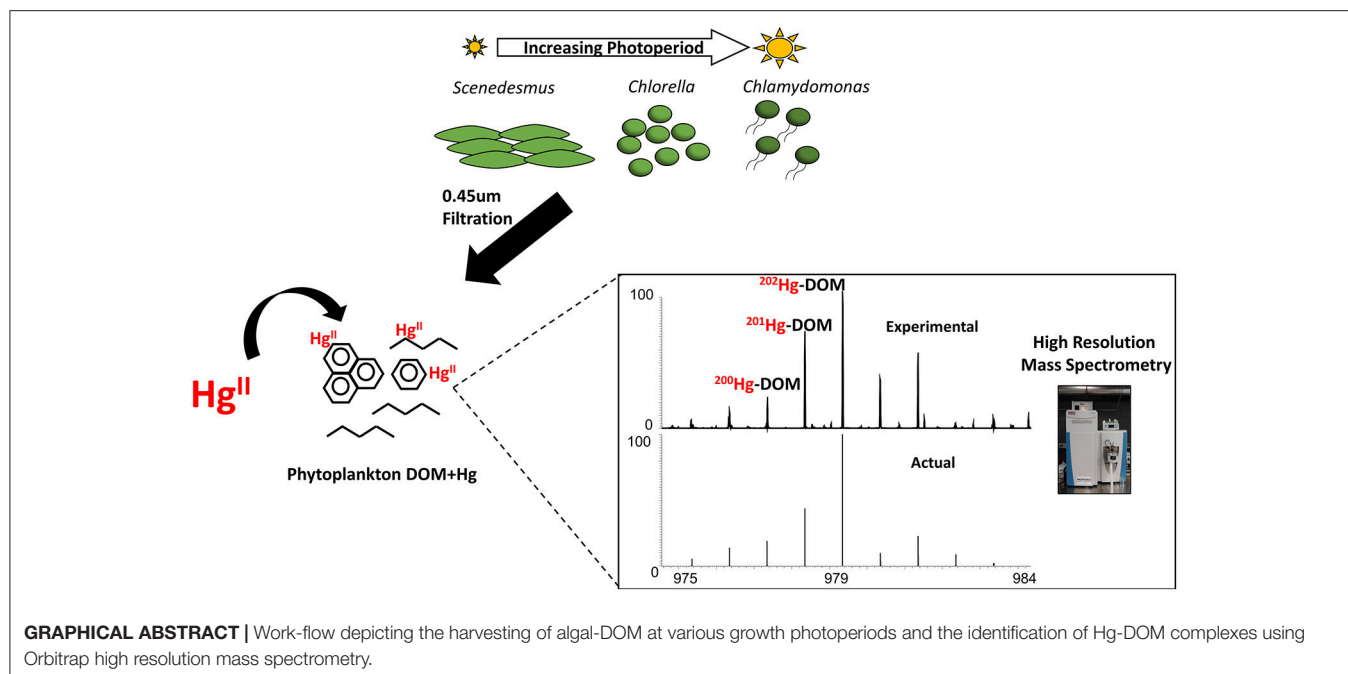 Increasing Photoperiod
Scenedesmus
Chlorella
Chlamydomonas
0.45um
Filtration
Hg^II
Hg^II
Hg^II
Hg^II
Phytoplankton DOM+Hg
100
0
²⁰²Hg-DOM
²⁰¹Hg-DOM
²⁰⁰Hg-DOM
Experimental
High Resolution
Mass Spectrometry
100
0
Actual
975
979
984
GRAPHICAL ABSTRACT | Work-flow depicting the harvesting of algal-DOM at various growth photoperiods and the identification of Hg-DOM complexes using
Orbitrap high resolution mass spectrometry.